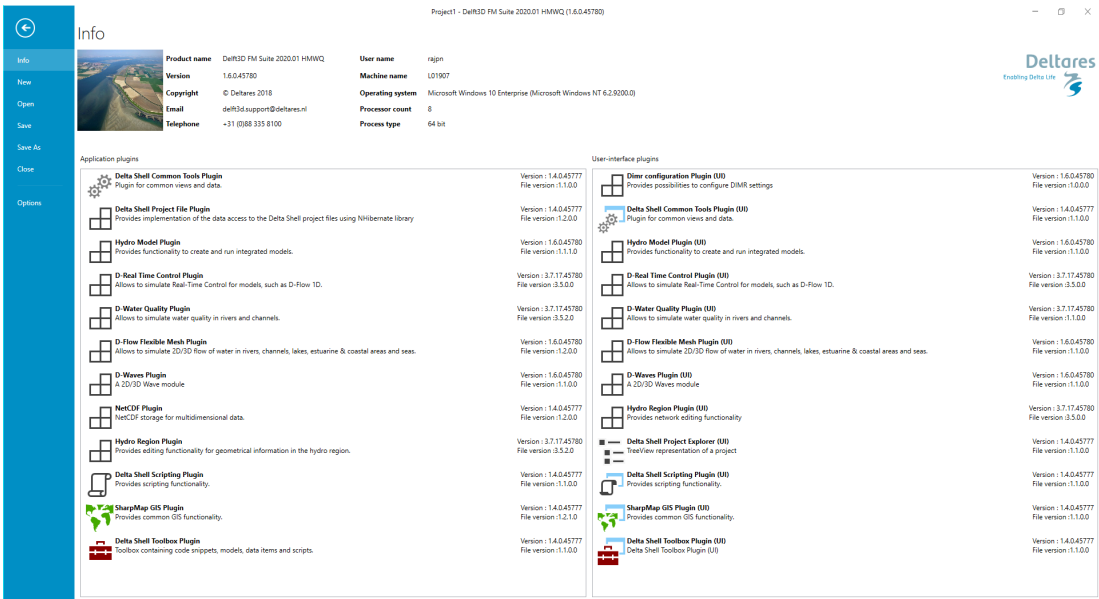 Project1 - Delft3D FM Suite 2020.01 HMWQ (1.6.0.45780)
Info
Info
New
Open
Save
Save As
Close
Options
Product name Delft3D FM Suite 2020.01 HMWQ
Version 1.6.0.45780
Copyright © Deltares 2018
Email delft3d.support@deltares.nl
Telephone +31 (0)88 335 8100
User name rajpn
Machine name L01907
Operating system Microsoft Windows 10 Enterprise (Microsoft Windows NT 6.2.9200.0)
Processor count 8
Process type 64 bit
Deltares
Enabling Delta Life
Application plugins
Delta Shell Common Tools Plugin Version : 1.4.0.45777
Plugin for common views and data. File version :1.1.0.0
Delta Shell Project File Plugin Version : 1.4.0.45777
Provides implementation of the data access to the Delta Shell project files using NHibernate library File version :1.2.0.0
Hydro Model Plugin Version : 1.6.0.45780
Provides functionality to create and run integrated models. File version :1.1.1.0
D-Real Time Control Plugin Version : 3.7.17.45780
Allows to simulate Real-Time Control for models, such as D-Flow 1D. File version :3.5.0.0
D-Water Quality Plugin Version : 3.7.17.45780
Allows to simulate water quality in rivers and channels. File version :3.5.2.0
D-Flow Flexible Mesh Plugin Version : 1.6.0.45780
Allows to simulate 2D/3D flow of water in rivers, channels, lakes, estuarine & coastal areas and seas. File version :1.2.0.0
D-Waves Plugin Version : 1.6.0.45780
A 2D/3D Wave module File version :1.1.0.0
NetCDF Plugin Version : 1.4.0.45777
NetCDF storage for multidimensional data. File version :1.2.0.0
Hydro Region Plugin Version : 3.7.17.45780
Provides editing functionality for geometrical information in the hydro region. File version :3.5.2.0
Delta Shell Scripting Plugin Version : 1.4.0.45777
Provides scripting functionality. File version :1.1.0.0
SharpMap GIS Plugin Version : 1.4.0.45777
Provides common GIS functionality. File version :1.2.1.0
Delta Shell Toolbox Plugin Version : 1.4.0.45777
Toolbox containing code snippets, models, data items and scripts. File version :1.1.0.0
User-interface plugins
Dimr configuration Plugin (UI) Version : 1.6.0.45780
Provides possibilities to configure DIMR settings File version :1.0.0.0
Delta Shell Common Tools Plugin (UI) Version : 1.4.0.45777
Plugin for common views and data. File version :1.1.0.0
Hydro Model Plugin (UI) Version : 1.6.0.45780
Provides functionality to create and run integrated models. File version :1.1.0.0
D-Real Time Control Plugin (UI) Version : 3.7.17.45780
Allows to simulate Real-Time Control for models, such as D-Flow 1D. File version :3.5.0.0
D-Water Quality Plugin (UI) Version : 3.7.17.45780
Allows to simulate water quality in rivers and channels. File version :1.1.0.0
D-Flow Flexible Mesh Plugin (UI) Version : 1.6.0.45780
Allows to simulate 2D/3D flow of water in rivers, channels, lakes, estuarine & coastal areas and seas. File version :1.1.0.0
D-Waves Plugin (UI) Version : 1.6.0.45780
A 2D/3D Waves module File version :1.1.0.0
Hydro Region Plugin (UI) Version : 3.7.17.45780
Provides network editing functionality File version :3.5.0.0
Delta Shell Project Explorer (UI) Version : 1.4.0.45777
TreeView representation of a project File version :1.1.0.0
Delta Shell Scripting Plugin (UI) Version : 1.4.0.45777
Provides scripting functionality. File version :1.1.0.0
SharpMap GIS Plugin (UI) Version : 1.4.0.45777
Provides common GIS functionality. File version :1.1.0.0
Delta Shell Toolbox Plugin (UI) Version : 1.4.0.45777
Delta Shell Toolbox Plugin (UI) File version :1.1.0.0